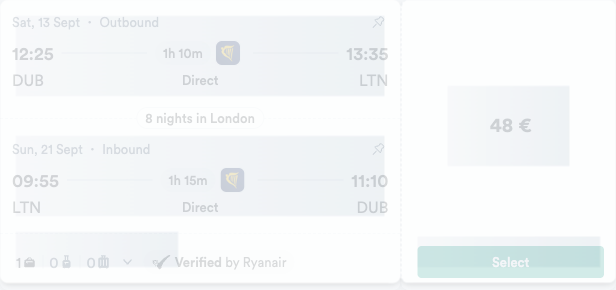 Sat, 13 Sept · Outbound
12:25 1h 10m 13:35
DUB Direct LTN
8 nights in London
Sun, 21 Sept · Inbound
09:55 1h 15m 11:10
LTN Direct DUB
1 0 0 Verified by Ryanair
48 €
Select